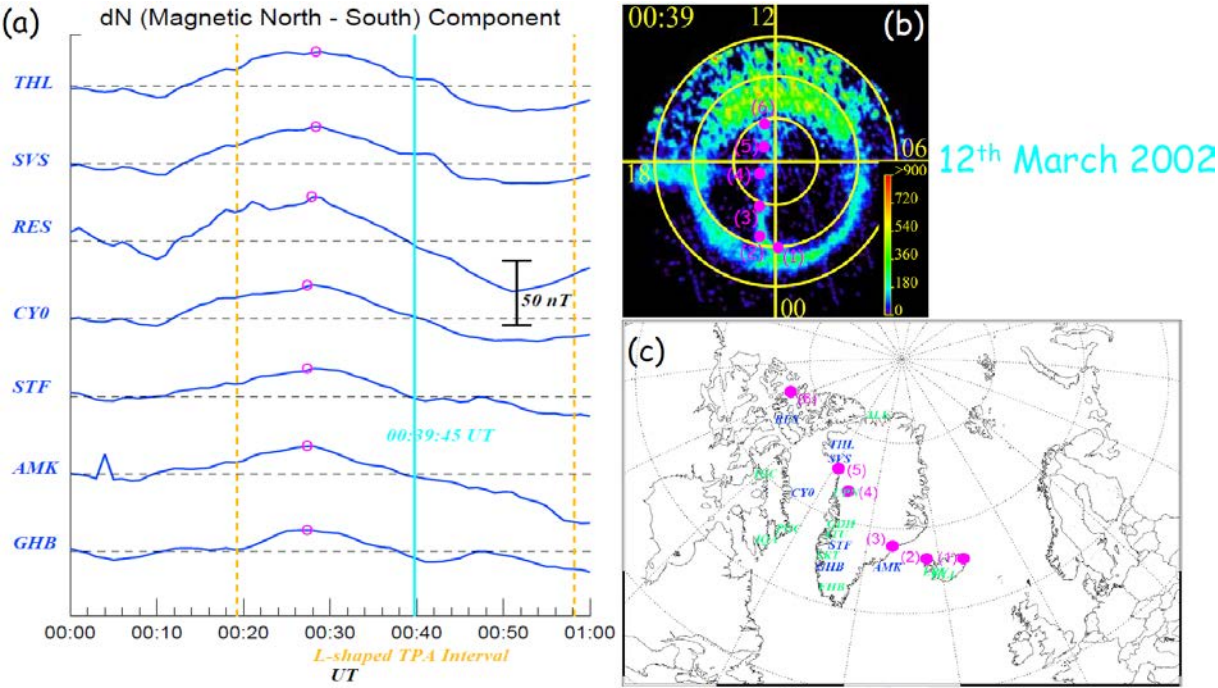 (a)
dN (Magnetic North - South) Component
THL
SVS
RES
50 nT
CY0
STF
00:39:45 UT
AMK
GHB
00:00 00:10 00:20 00:30 00:40 00:50 01:00
L-shaped TPA Interval
UT
00:39
12
(b)
(6)
(5)
06
18
(4)
>900
720
(3)
540
360
(1)
180
0
00
12th March 2002
(c)
(6)
RES
THL
SVS
(5)
CY0
(4)
STF
(3)
GHB
AMK
(2)
(1)